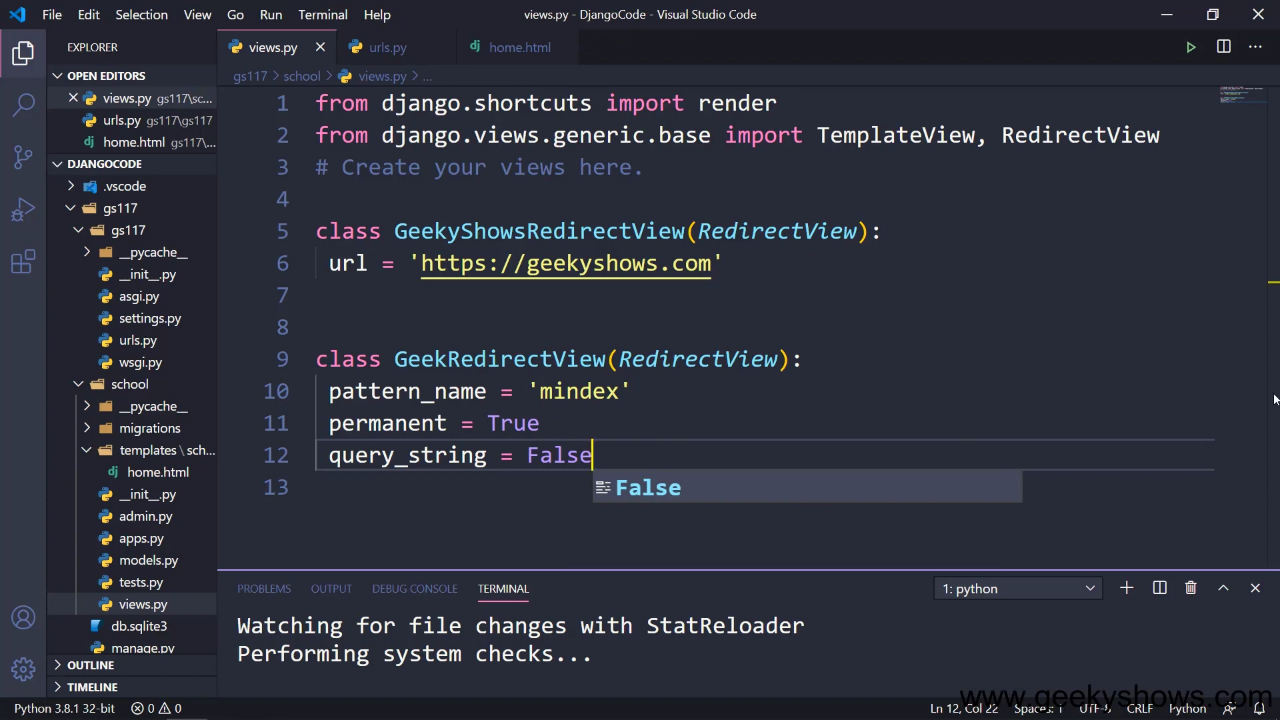 File Edit Selection View Go Run Terminal Help views.py - DjangoCode - Visual Studio Code
EXPLORER
OPEN EDITORS
views.py gs117\sc...
urls.py gs117\gs117
home.html gs117\...
DJANGOCODE
.vscode
gs117
gs117
__pycache__
__init__.py
asgi.py
settings.py
urls.py
wsgi.py
school
__pycache__
migrations
templates \ sch...
home.html
__init__.py
admin.py
apps.py
models.py
tests.py
views.py
db.sqlite3
manage.py
OUTLINE
TIMELINE
views.py urls.py home.html
gs117 > school > views.py > ...
1 from django.shortcuts import render
2 from django.views.generic.base import TemplateView, RedirectView
3 # Create your views here.
4
5 class GeekyShowsRedirectView(RedirectView):
6 url = 'https://geekyshows.com'
7
8
9 class GeekRedirectView(RedirectView):
10 pattern_name = 'mindex'
11 permanent = True
12 query_string = False
False
13
PROBLEMS OUTPUT DEBUG CONSOLE TERMINAL 1: python
Watching for file changes with StatReloader
Performing system checks...
www.geekyshows.com
Python 3.8.1 32-bit 0 0 Ln 12, Col 22 Spaces: 1 UTF-8 CRLF Python